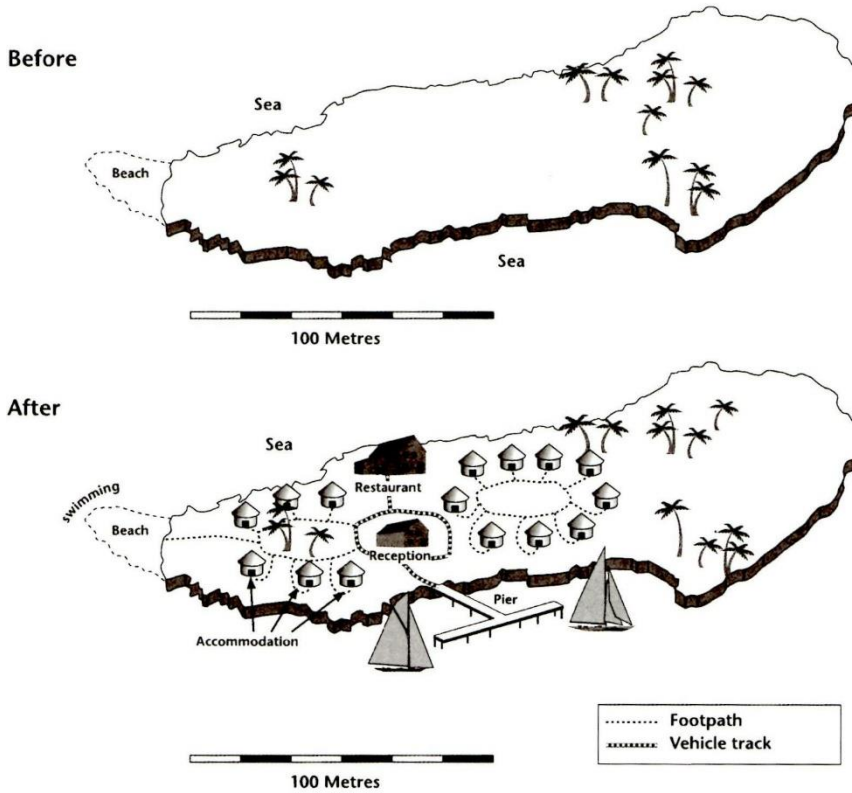 Before
Sea
Beach
Sea
100 Metres
After
Sea
swimming
Restaurant
Beach
Reception
Pier
Accommodation
Footpath
Vehicle track
100 Metres